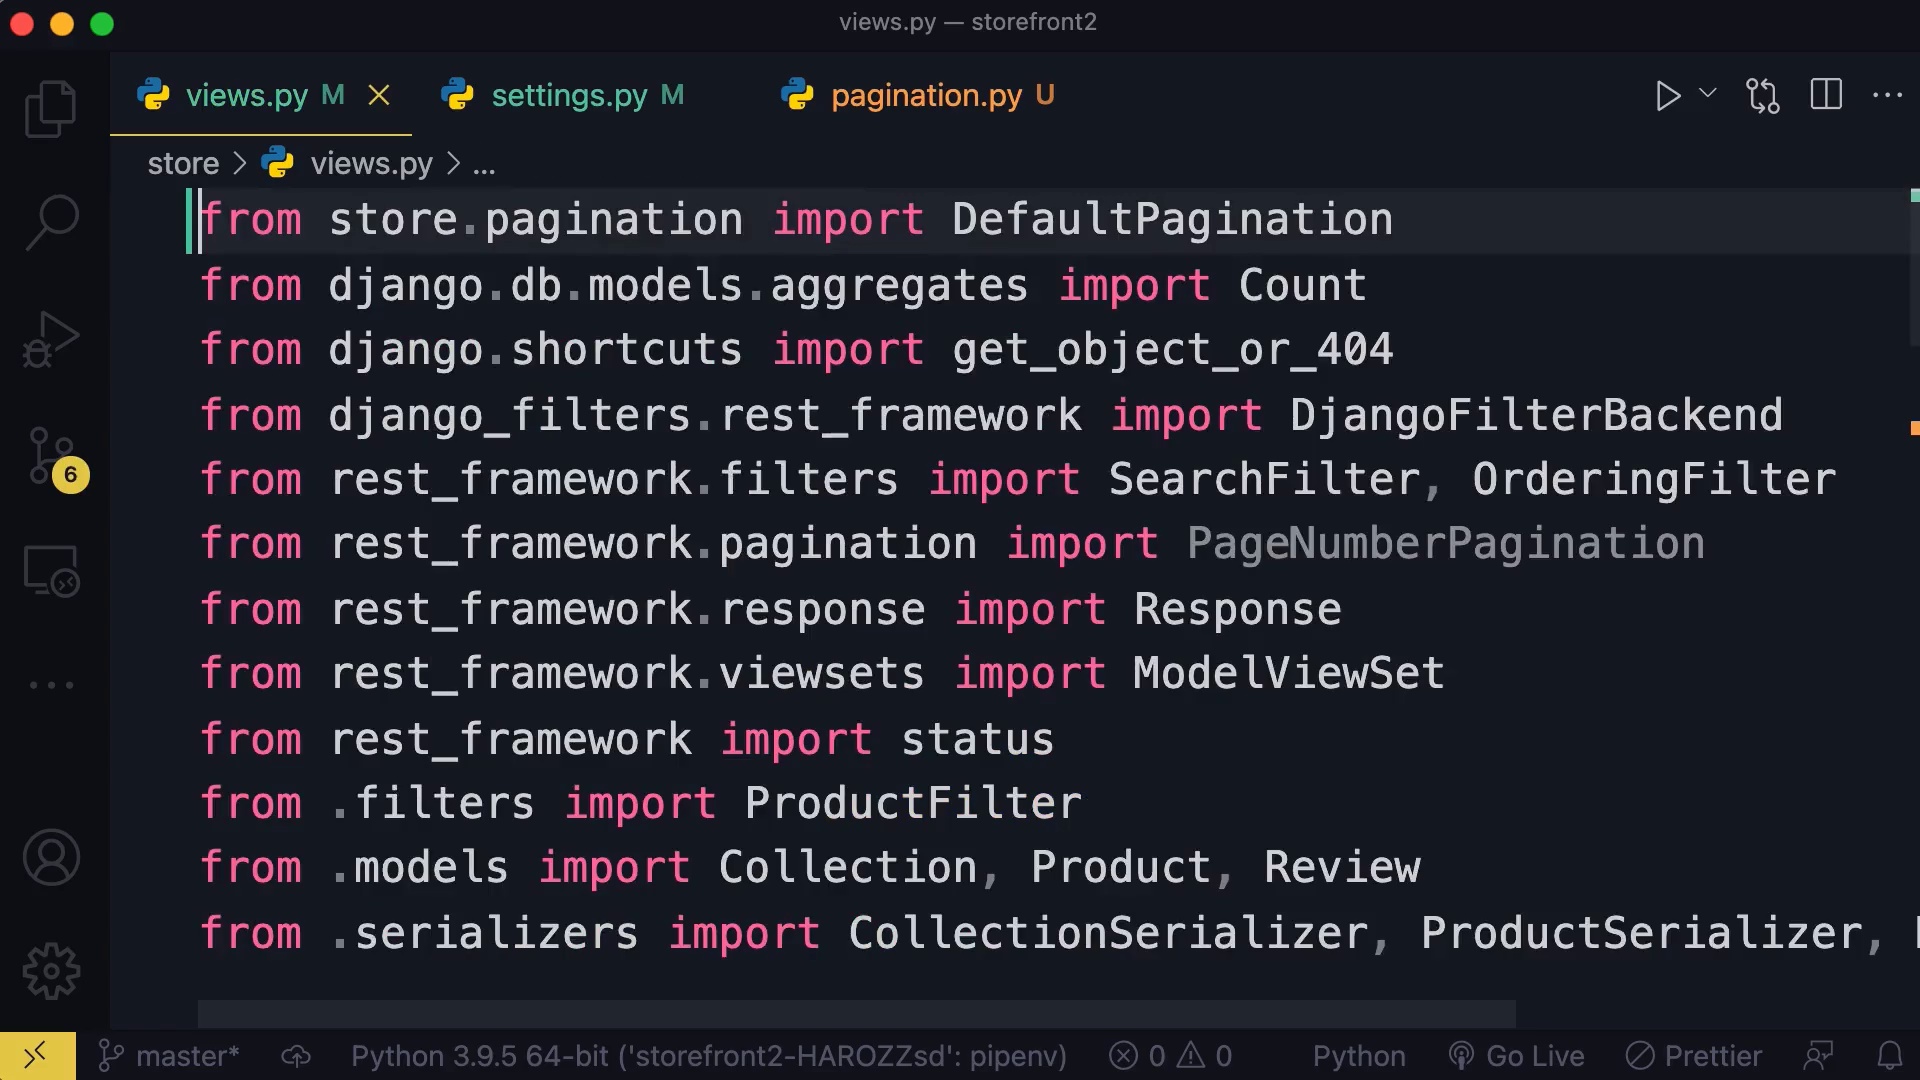 views.py — storefront2
views.py M settings.py M pagination.py U
store > views.py > ...
from store.pagination import DefaultPagination
from django.db.models.aggregates import Count
from django.shortcuts import get_object_or_404
from django_filters.rest_framework import DjangoFilterBackend
from rest_framework.filters import SearchFilter, OrderingFilter
from rest_framework.pagination import PageNumberPagination
from rest_framework.response import Response
from rest_framework.viewsets import ModelViewSet
from rest_framework import status
from .filters import ProductFilter
from .models import Collection, Product, Review
from .serializers import CollectionSerializer, ProductSerializer,
6
master* Python 3.9.5 64-bit ('storefront2-HAROZZsd': pipenv) 0 0 Python Go Live Prettier